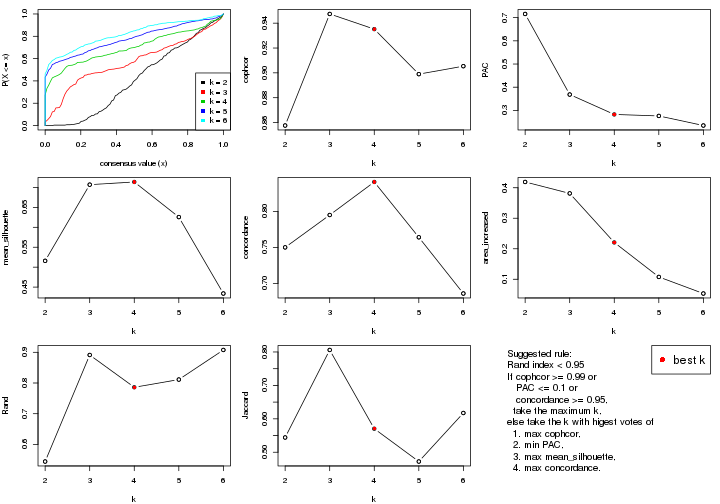 P(X <= x)
0.0 0.2 0.4 0.6 0.8 1.0
k = 2
k = 3
k = 4
k = 5
k = 6
0.0 0.2 0.4 0.6 0.8 1.0
consensus value (x)
cophcor
0.86 0.88 0.90 0.92 0.94
2 3 4 5 6
k
PAC
0.3 0.4 0.5 0.6 0.7
2 3 4 5 6
k
mean_silhouette
0.45 0.55 0.65
2 3 4 5 6
k
concordance
0.70 0.75 0.80
2 3 4 5 6
k
area_increased
0.1 0.2 0.3 0.4
2 3 4 5 6
k
Rand
0.6 0.7 0.8 0.9
2 3 4 5 6
k
Jaccard
0.50 0.60 0.70 0.80
2 3 4 5 6
k
best k
Suggested rule:
Rand index < 0.95
If cophcor >= 0.99 or
PAC <= 0.1 or
concordance >= 0.95,
take the maximum k,
else take the k with higest votes of
1. max cophcor,
2. min PAC,
3. max mean_silhouette,
4. max concordance.